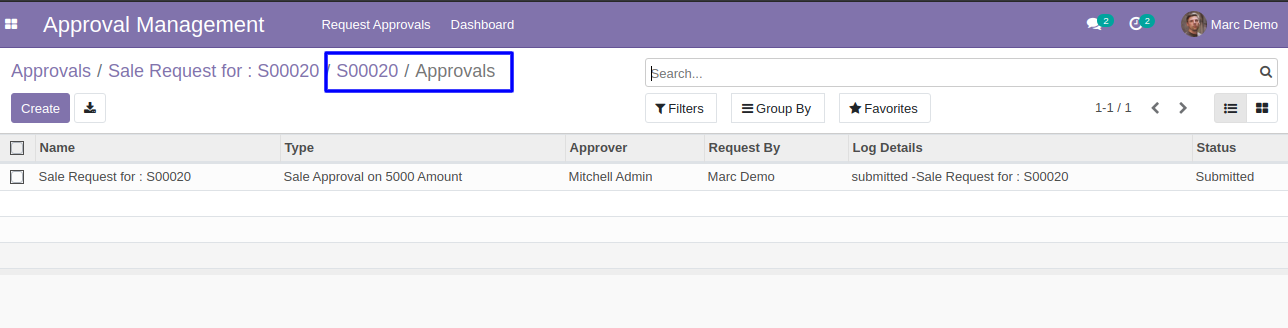 Approval Management Request Approvals Dashboard 2 2 Marc Demo
Approvals / Sale Request for : S00020 / S00020 / Approvals Search...
Create Filters Group By Favorites 1-1 / 1
Name Type Approver Request By Log Details Status
Sale Request for : S00020 Sale Approval on 5000 Amount Mitchell Admin Marc Demo submitted -Sale Request for : S00020 Submitted